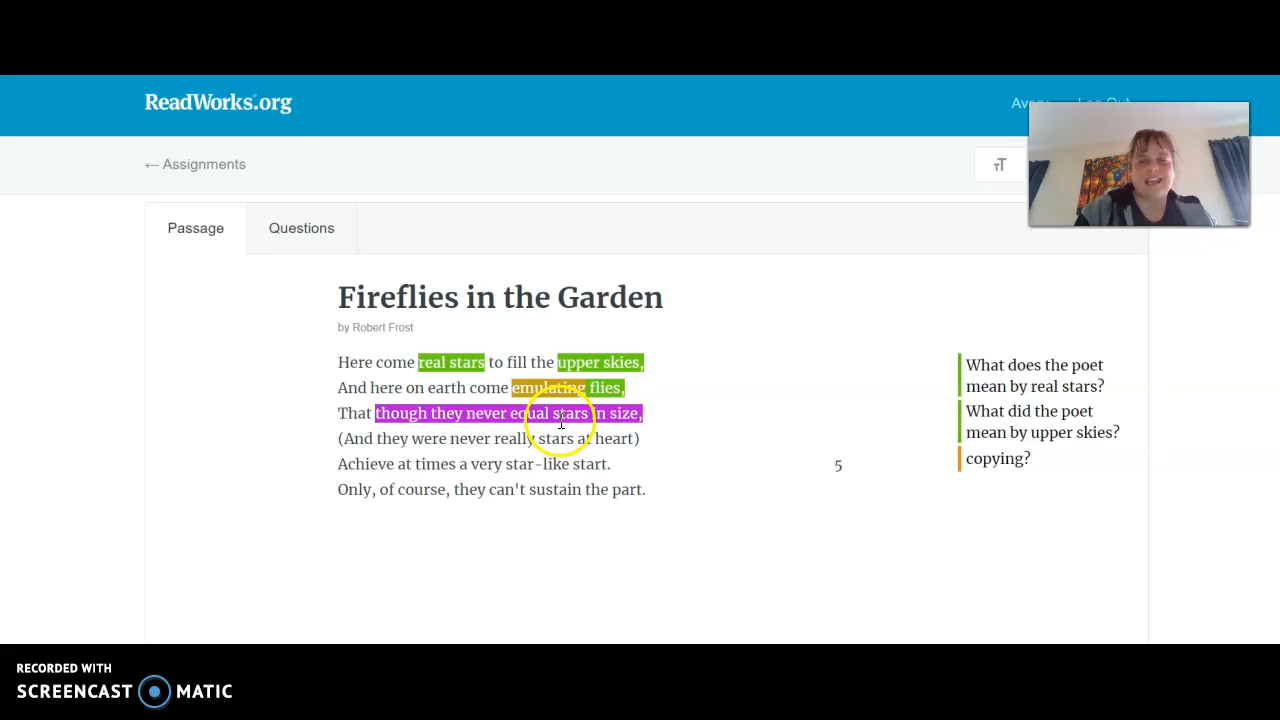 ReadWorks.org
← Assignments
TT
Passage
Questions
Fireflies in the Garden
by Robert Frost
Here come real stars to fill the upper skies,
And here on earth come emulating flies,
That though they never equal stars in size,
(And they were never really stars at heart)
Achieve at times a very star-like start.
5
Only, of course, they can't sustain the part.
What does the poet
mean by real stars?
What did the poet
mean by upper skies?
copying?
RECORDED WITH
SCREENCAST MATIC